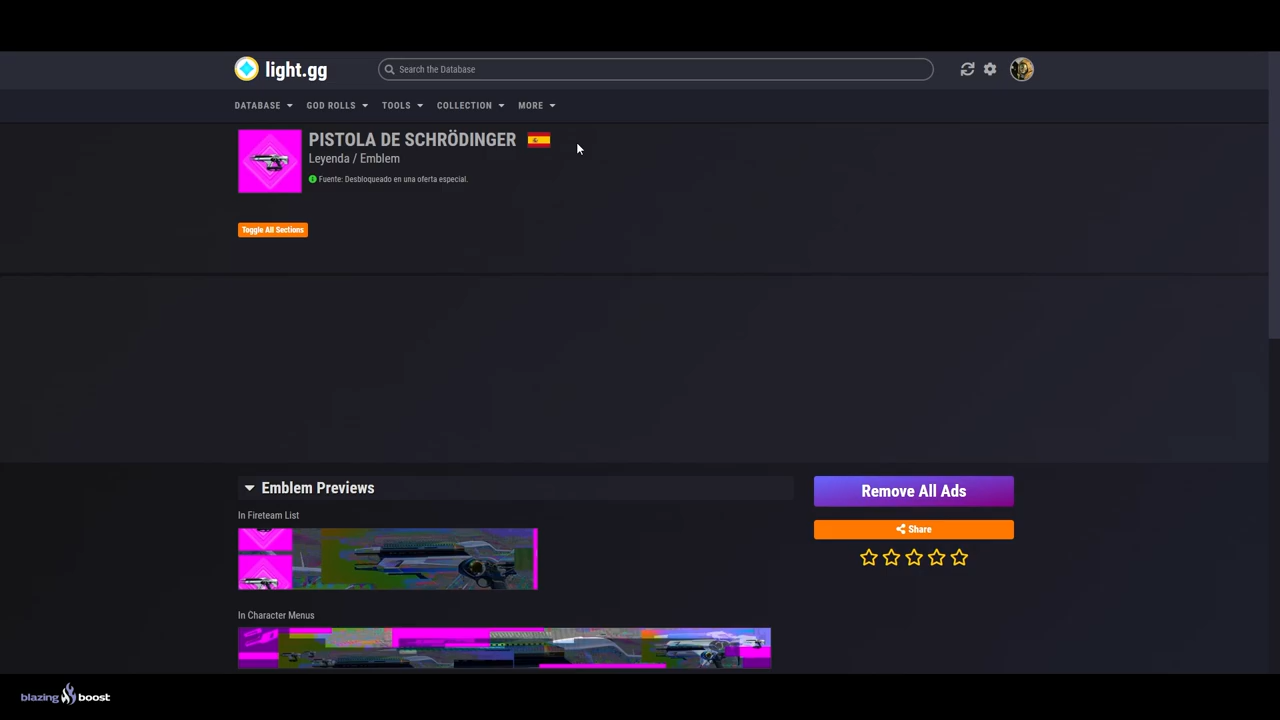 light.gg
Search the Database
DATABASE GOD ROLLS TOOLS COLLECTION MORE
PISTOLA DE SCHRÖDINGER
Leyenda / Emblem
Fuente: Desbloqueado en una oferta especial.
Toggle All Sections
Emblem Previews
Remove All Ads
In Fireteam List
Share
In Character Menus
blazing boost